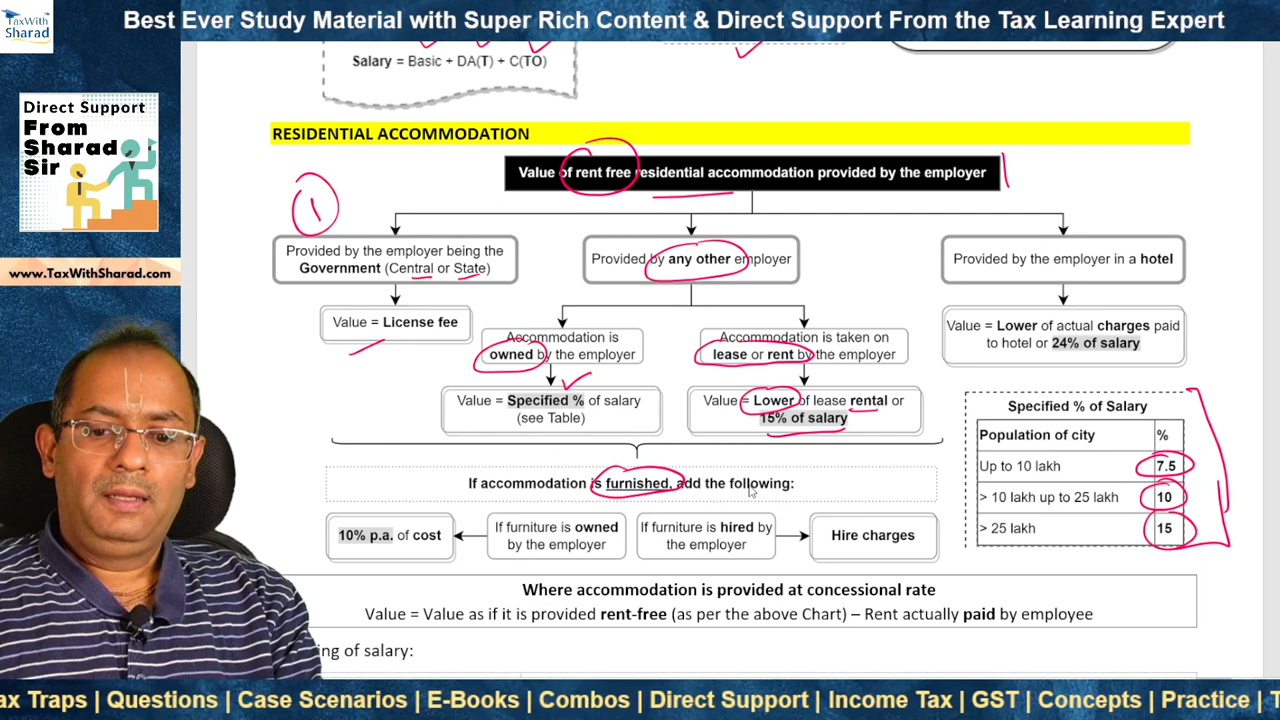 Best Ever Study Material with Super Rich Content & Direct Support From the Tax Learning Expert
TaxWith
Sharad
Direct Support
From
Sharad
Sir
www.TaxWithSharad.com
Salary = Basic + DA(T) + C(TO)
RESIDENTIAL ACCOMMODATION
Value of rent free residential accommodation provided by the employer
1
Provided by the employer being the
Government (Central or State)
Provided by any other employer
Provided by the employer in a hotel
Value = License fee
Accommodation is
owned by the employer
Accommodation is taken on
lease or rent by the employer
Value = Lower of actual charges paid
to hotel or 24% of salary
Value = Specified % of salary
(see Table)
Value = Lower of lease rental or
15% of salary
Specified % of Salary
Population of city %
Up to 10 lakh 7.5
> 10 lakh up to 25 lakh 10
> 25 lakh 15
If accommodation is furnished, add the following:
10% p.a. of cost
If furniture is owned
by the employer
If furniture is hired by
the employer
Hire charges
Where accommodation is provided at concessional rate
Value = Value as if it is provided rent-free (as per the above Chart) – Rent actually paid by employee
ing of salary:
ax Traps | Questions | Case Scenarios | E-Books | Combos | Direct Support | Income Tax | GST | Concepts | Practice | T